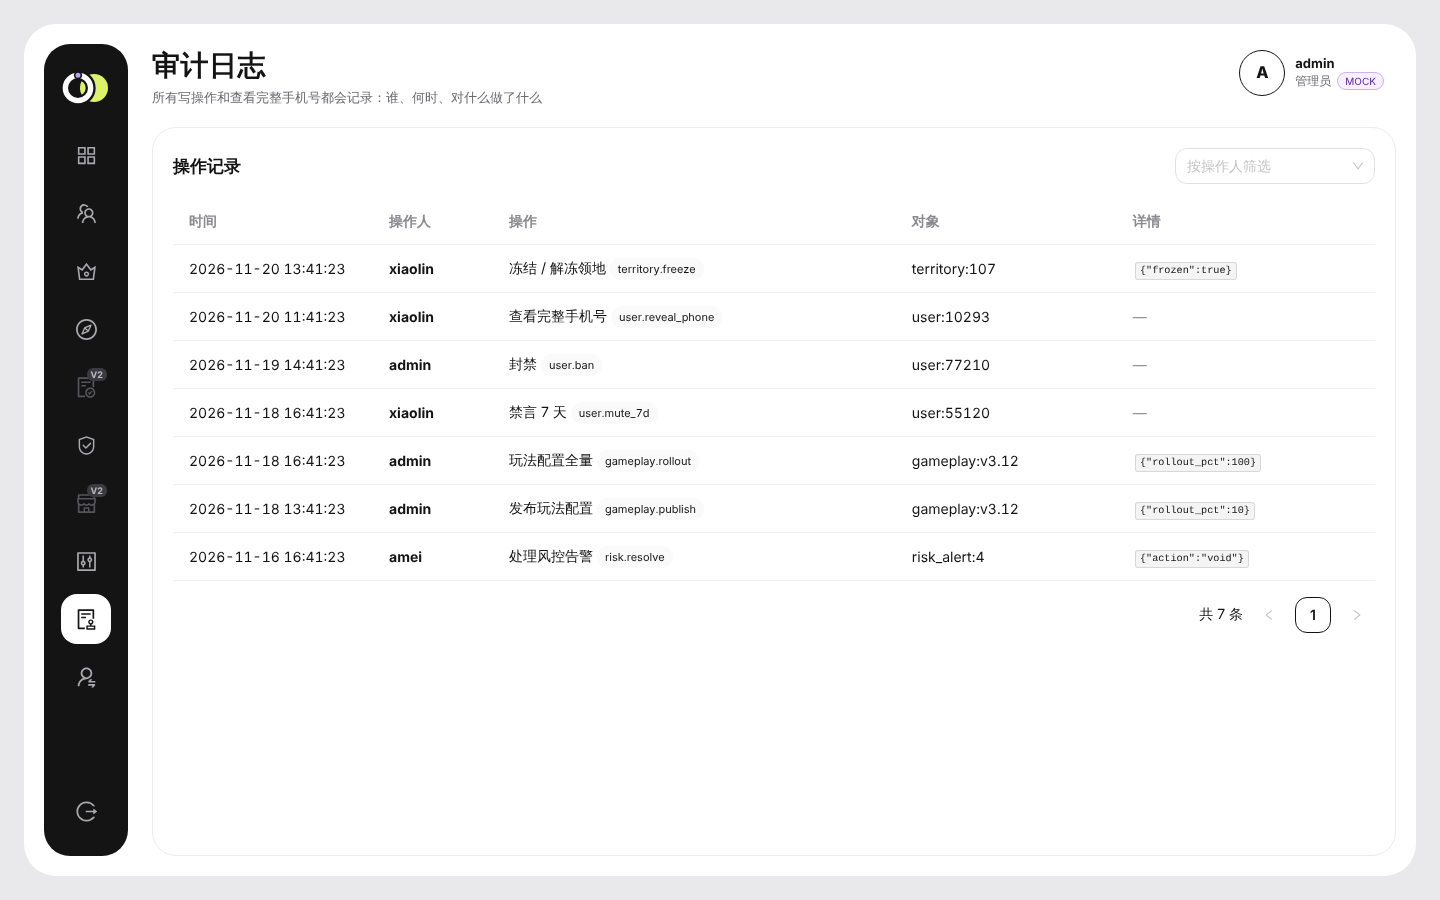 审计日志
所有写操作和查看完整手机号都会记录：谁、何时、对什么做了什么
A
admin
管理员 MOCK
V2
V2
操作记录
按操作人筛选
时间 操作人 操作 对象 详情
2026-11-20 13:41:23 xiaolin 冻结 / 解冻领地 territory.freeze territory:107 {"frozen":true}
2026-11-20 11:41:23 xiaolin 查看完整手机号 user.reveal_phone user:10293 —
2026-11-19 14:41:23 admin 封禁 user.ban user:77210 —
2026-11-18 16:41:23 xiaolin 禁言 7 天 user.mute_7d user:55120 —
2026-11-18 16:41:23 admin 玩法配置全量 gameplay.rollout gameplay:v3.12 {"rollout_pct":100}
2026-11-18 13:41:23 admin 发布玩法配置 gameplay.publish gameplay:v3.12 {"rollout_pct":10}
2026-11-16 16:41:23 amei 处理风控告警 risk.resolve risk_alert:4 {"action":"void"}
共 7 条 1